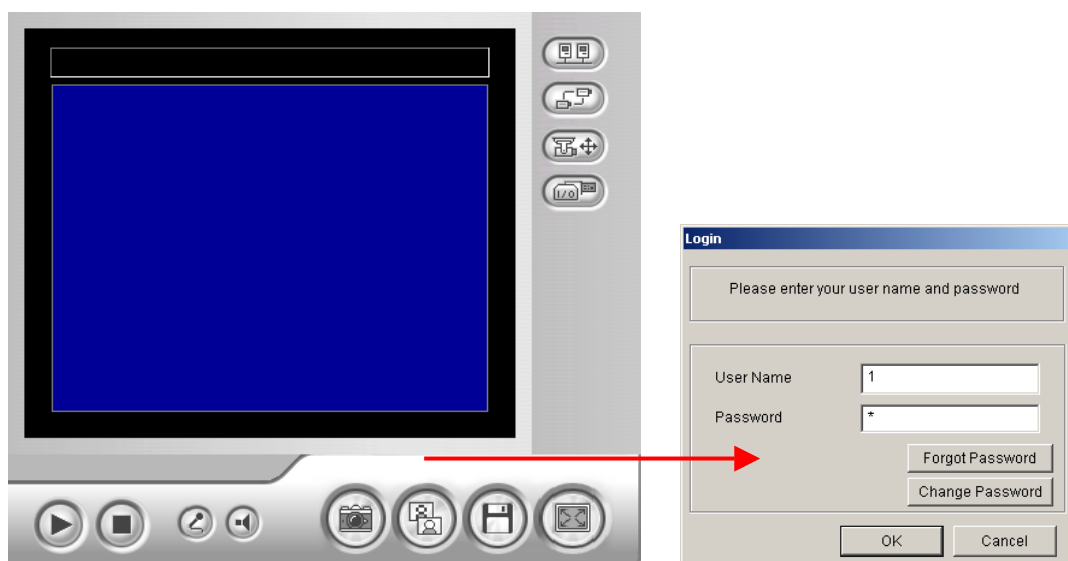 I/O
Login
Please enter your user name and password
User Name 1
Password *
Forgot Password
Change Password
OK Cancel